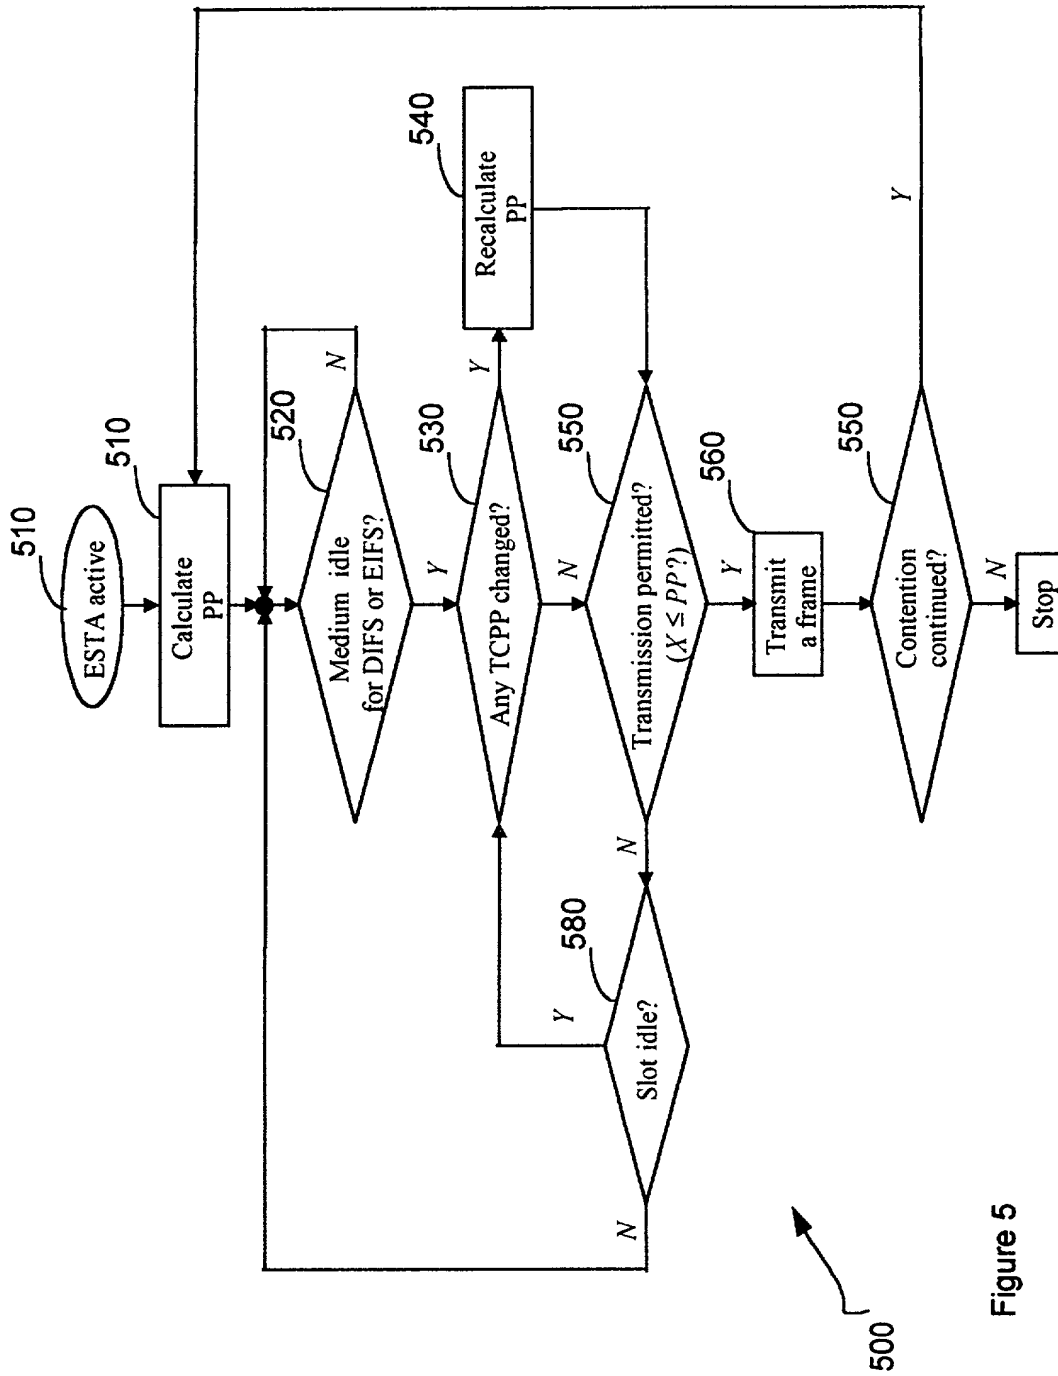 510
ESTA active
510
Calculate
PP
520
Medium idle
for DIFS or EIFS?
N
Y
530
Any TCPP changed?
Y
N
540
Recalculate
PP
550
Transmission permitted?
(X ≤ PP?)
N
Y
580
Slot idle?
Y
N
560
Transmit
a frame
550
Contention
continued?
Y
N
Stop
500
Figure 5